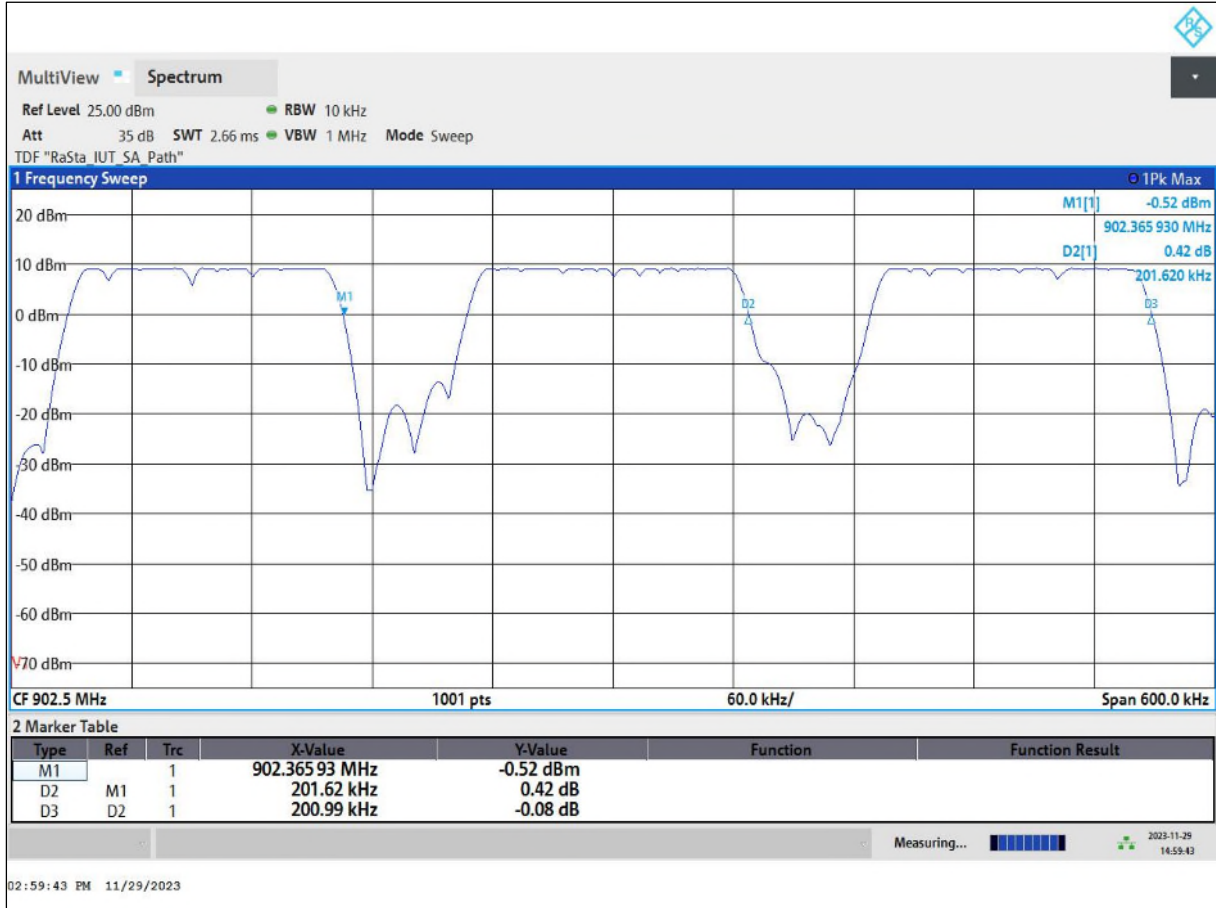 R S
MultiView Spectrum
Ref Level 25.00 dBm RBW 10 kHz
Att 35 dB SWT 2.66 ms VBW 1 MHz Mode Sweep
TDF "RaSta_IUT_SA_Path"
1 Frequency Sweep 1Pk Max
M1[1] -0.52 dBm
902.365 930 MHz
D2[1] 0.42 dB
201.620 kHz
20 dBm
10 dBm
M1 D2 D3
0 dBm
-10 dBm
-20 dBm
-30 dBm
-40 dBm
-50 dBm
-60 dBm
V1 -70 dBm
CF 902.5 MHz 1001 pts 60.0 kHz/ Span 600.0 kHz
2 Marker Table
Type Ref Trc X-Value Y-Value Function Function Result
M1 1 902.365 93 MHz -0.52 dBm
D2 M1 1 201.62 kHz 0.42 dB
D3 D2 1 200.99 kHz -0.08 dB
Measuring... 2023-11-29
14:59:43
02:59:43 PM 11/29/2023